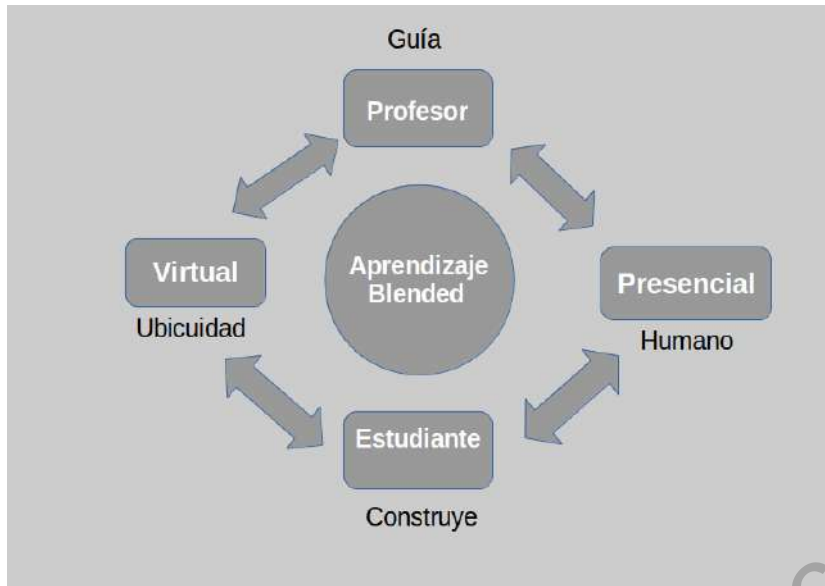 Guía
Profesor
Virtual
Ubicuidad
Aprendizaje
Blended
Presencial
Humano
Estudiante
Construye